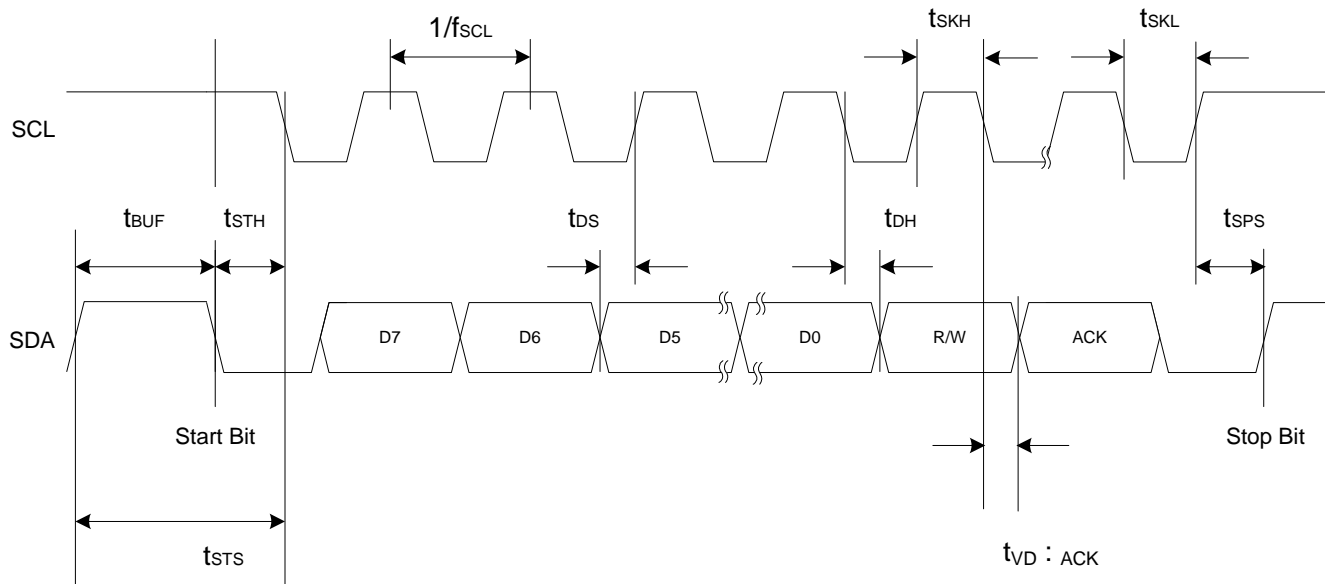 1/fSCL
tSKH
tSKL
SCL
tBUF
tSTH
tDS
tDH
tSPS
SDA
D7
D6
D5
D0
R/W
ACK
Start Bit
Stop Bit
tSTS
tVD : ACK